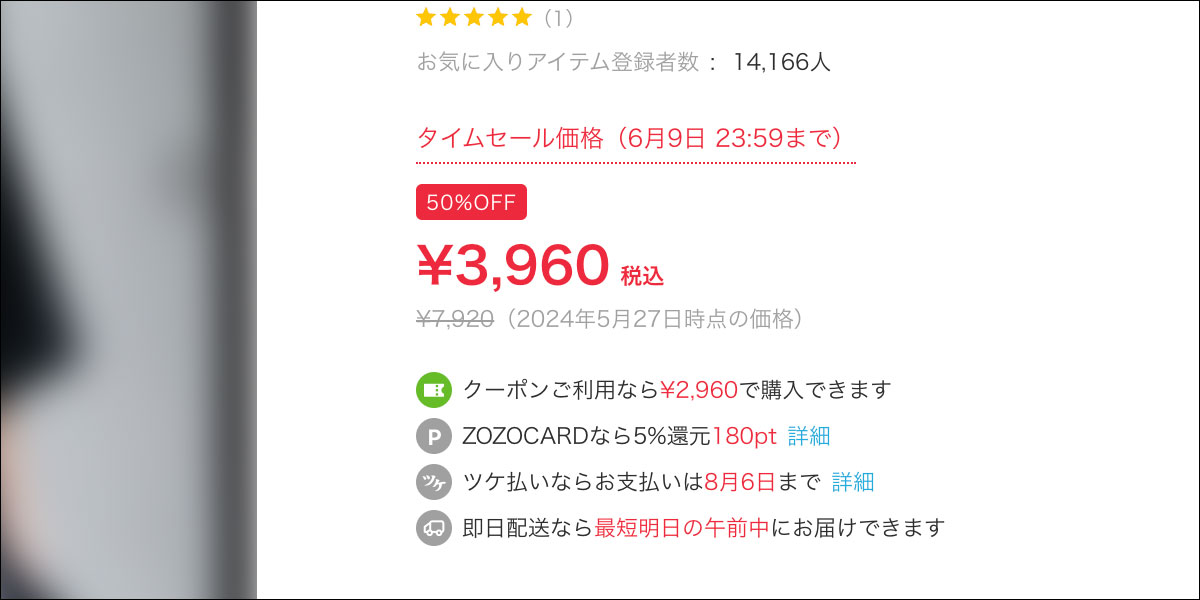 ★★★★★（1）
お気に入りアイテム登録者数 ： 14,166人
タイムセール価格（6月9日 23:59まで）
50%OFF
¥3,960 税込
¥7,920（2024年5月27日時点の価格）
クーポンご利用なら¥2,960で購入できます
P ZOZOCARDなら5%還元180pt 詳細
ツケ ツケ払いならお支払いは8月6日まで 詳細
即日配送なら最短明日の午前中にお届けできます